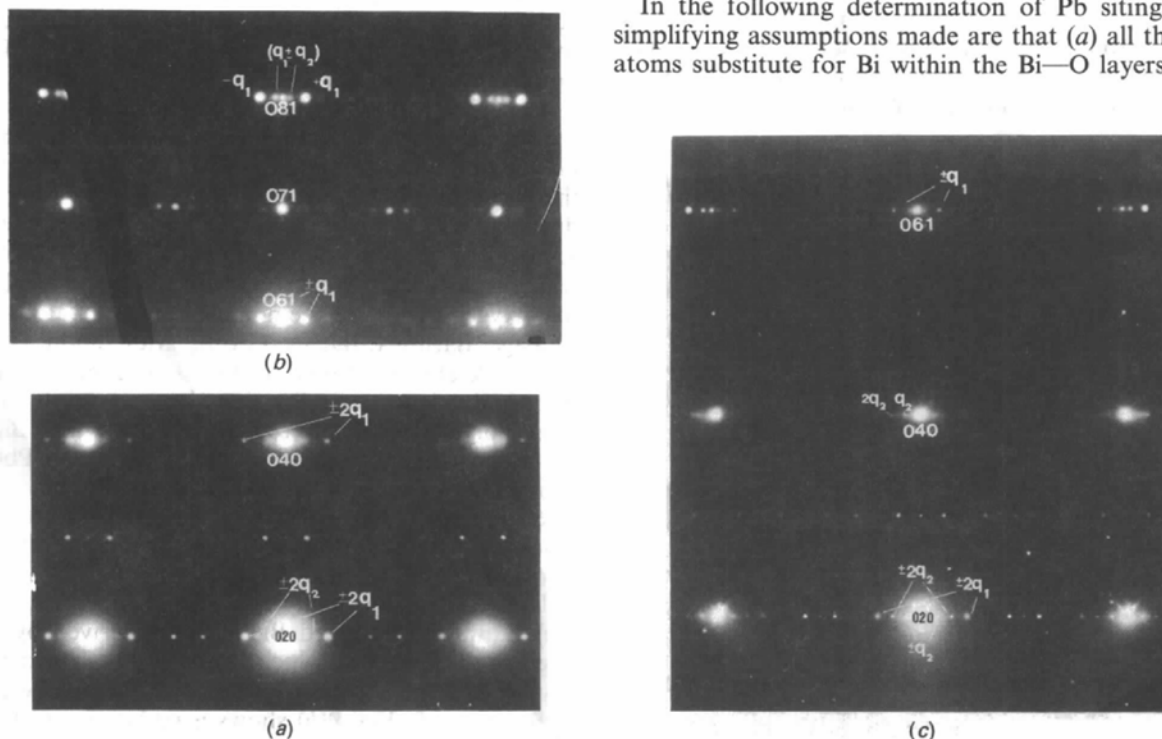 In the following determination of Pb siting
simplifying assumptions made are that (a) all th
atoms substitute for Bi within the Bi—O layers
(q1 ± q2)
-q1 +q1
081
071
061 ±q1
(b)
±2q1
040
±2q2 ±2q1
020
(a)
±q1
061
2q2 q2
040
±2q2 ±2q1
020
±q2
(c)